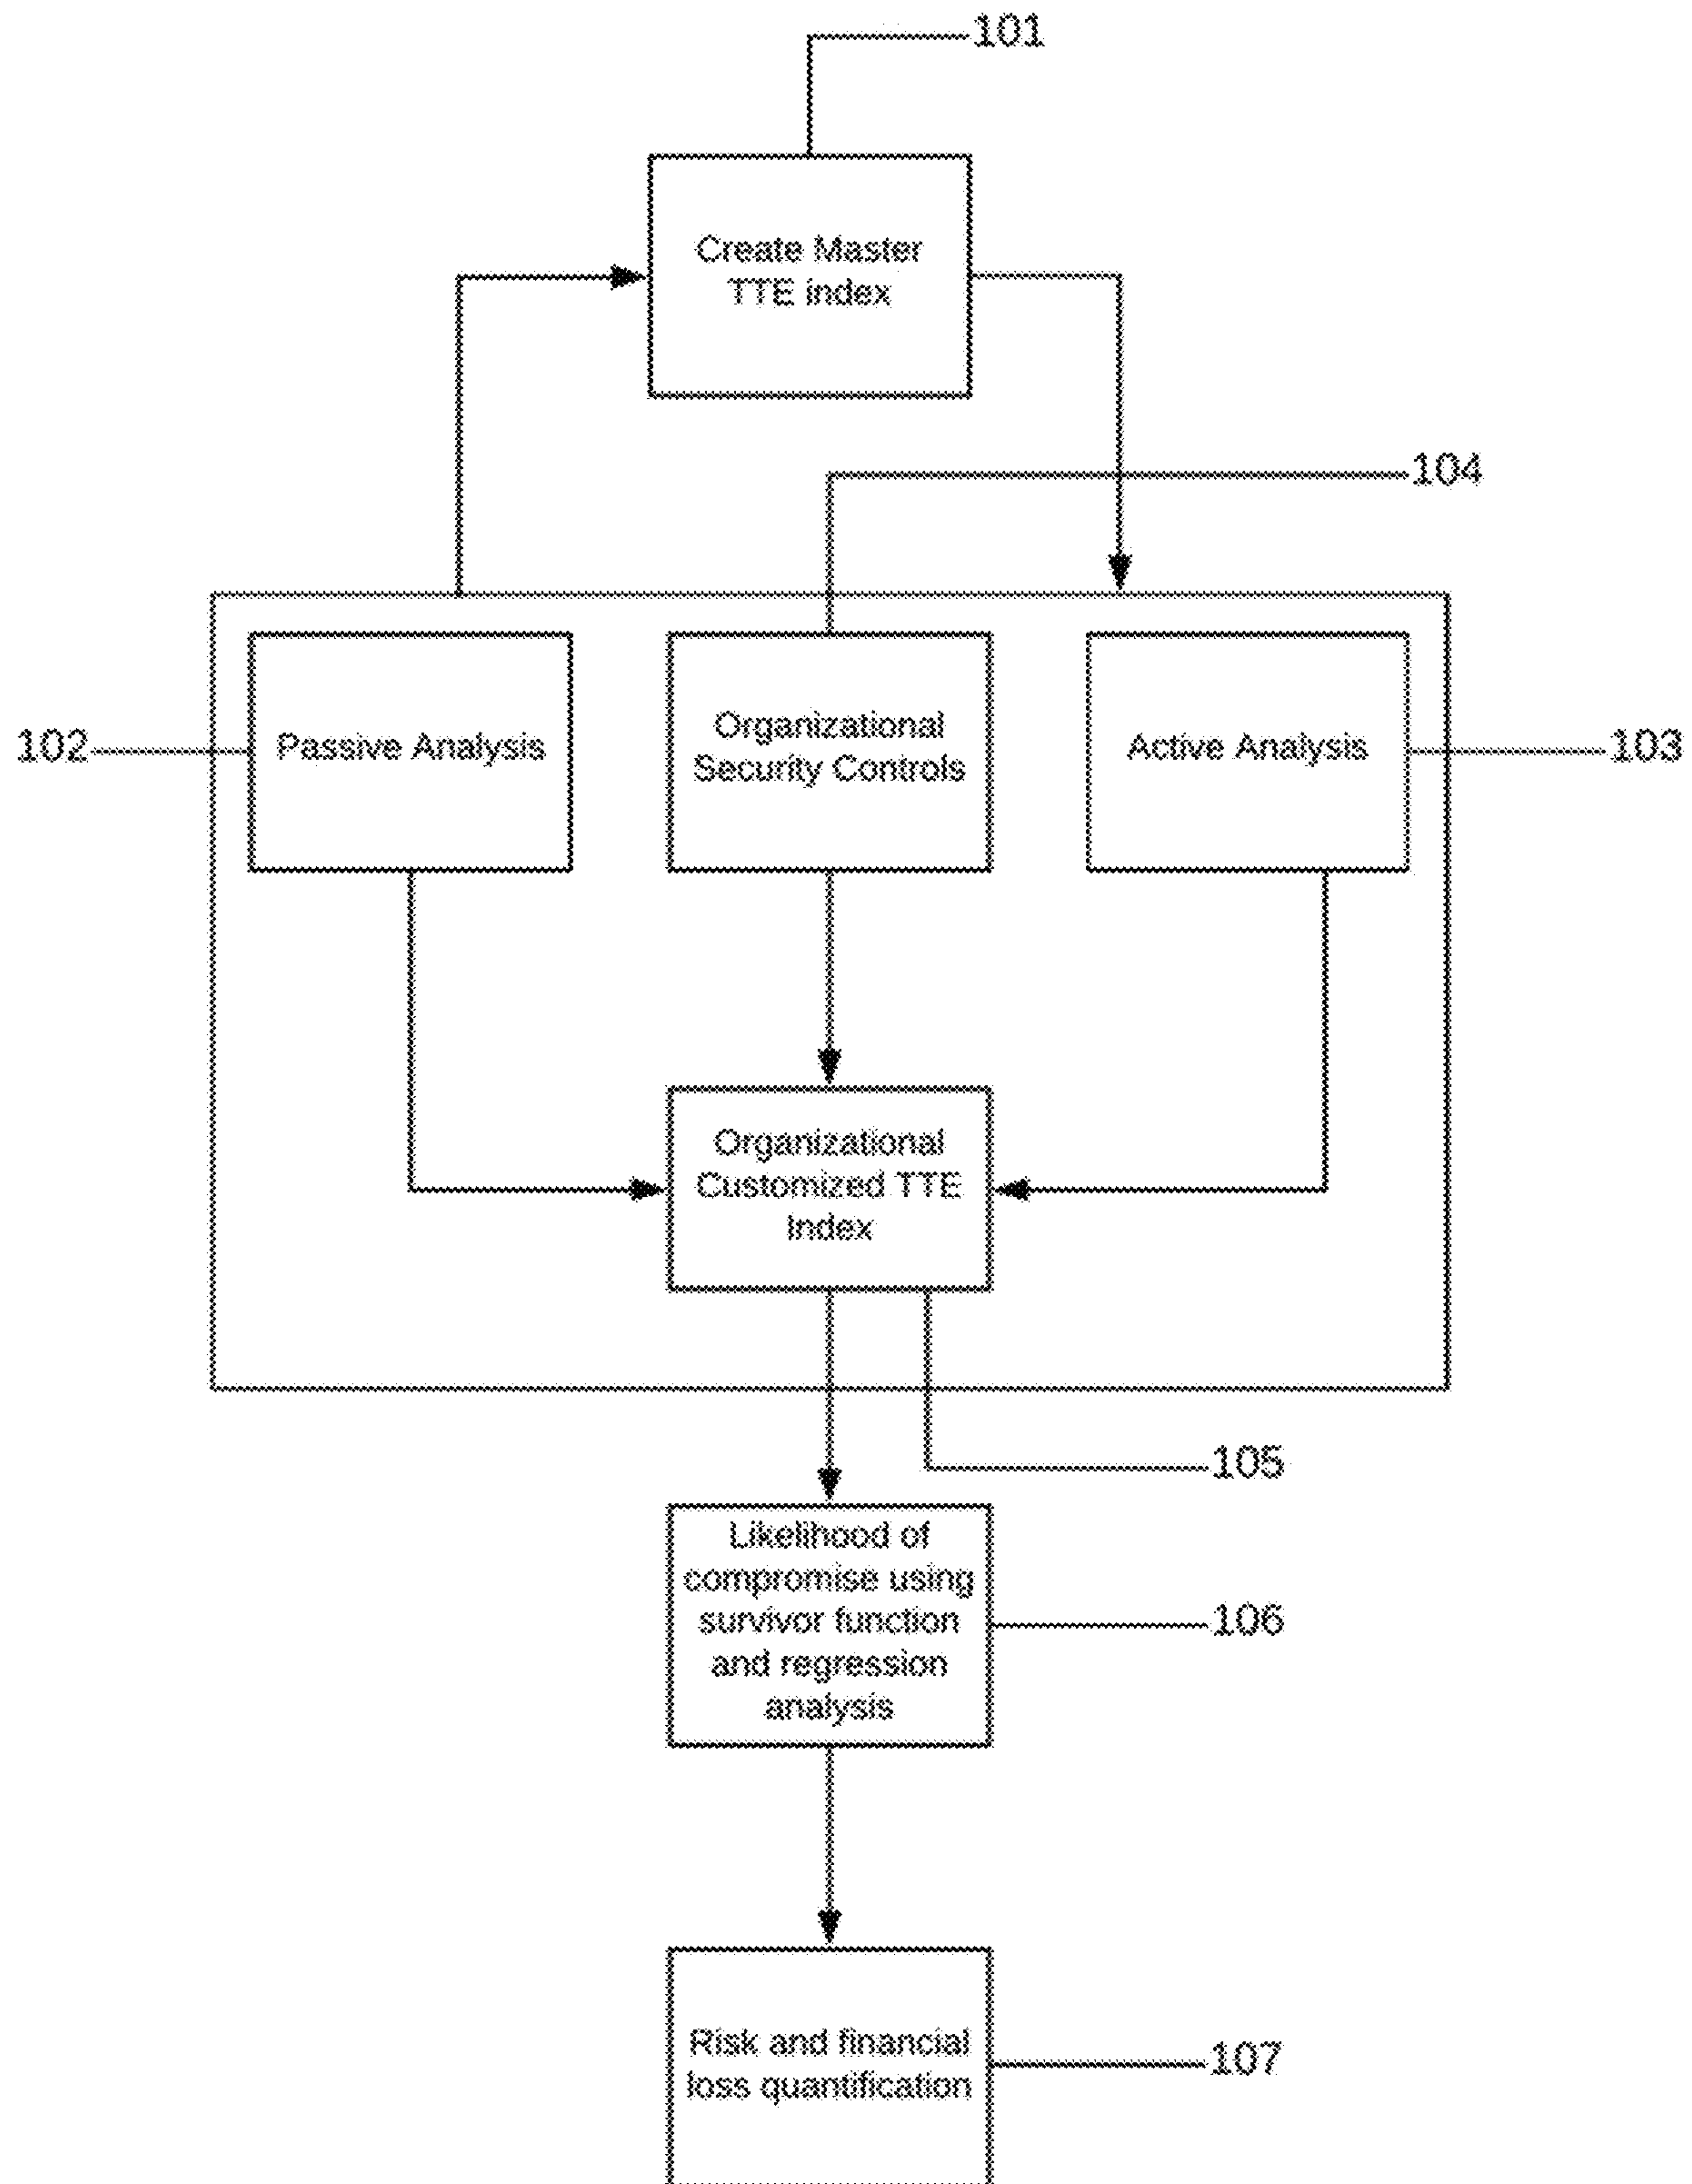 101
Create Master
TTE index
104
102
Passive Analysis
Organizational
Security Controls
Active Analysis
103
Organizational
Customized TTE
index
105
Likelihood of
compromise using
survivor function
and regression
analysis
106
Risk and financial
loss quantification
107